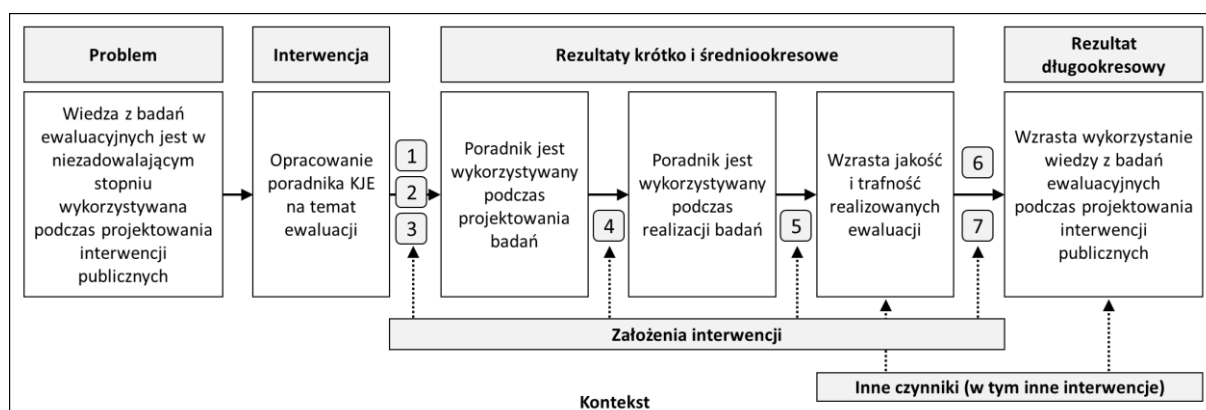 Problem
Interwencja
Rezultaty krótko i średniookresowe
Rezultat
długookresowy
Wiedza z badań
ewaluacyjnych jest w
niezadowalającym
stopniu
wykorzystywana
podczas projektowania
interwencji
publicznych
Opracowanie
poradnika KJE
na temat
ewaluacji
1
2
3
Poradnik jest
wykorzystywany
podczas
projektowania
badań
4
Poradnik jest
wykorzystywany
podczas
realizacji badań
5
Wzrasta jakość
i trafność
realizowanych
ewaluacji
6
7
Wzrasta wykorzystanie
wiedzy z badań
ewaluacyjnych
podczas projektowania
interwencji
publicznych
Założenia interwencji
Inne czynniki (w tym inne interwencje)
Kontekst